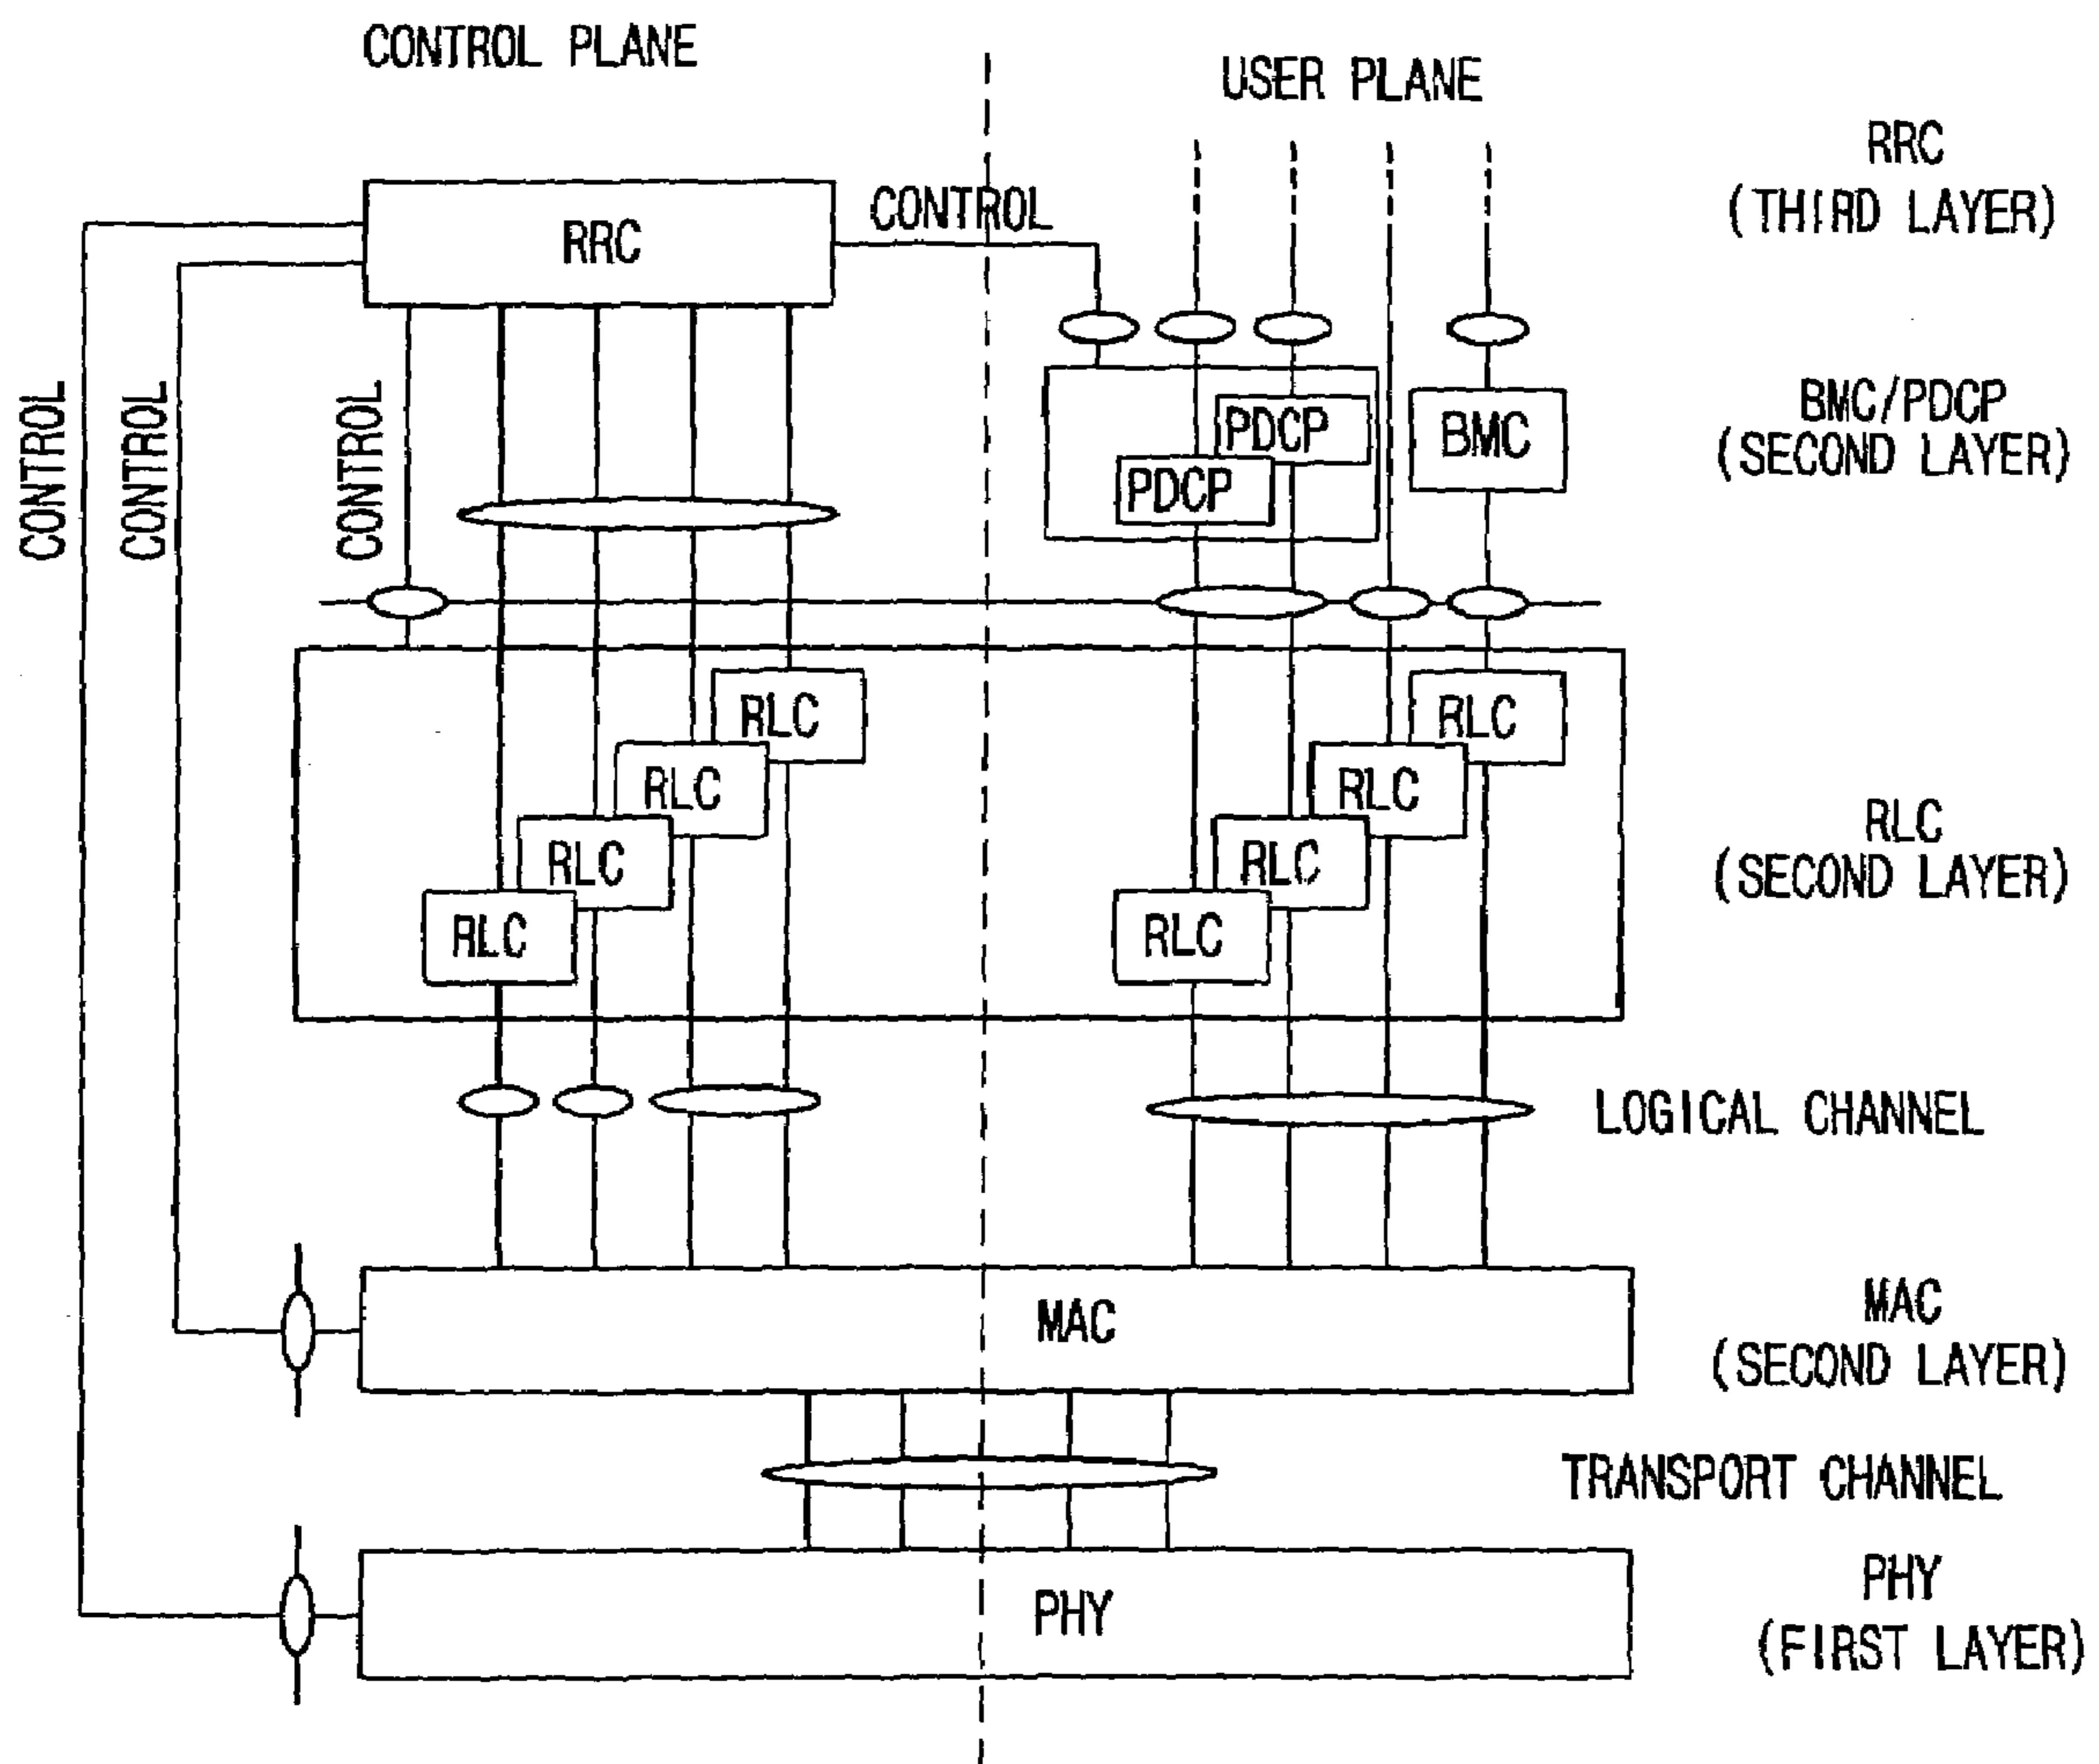 CONTROL PLANE
USER PLANE
RRC
(THIRD LAYER)
RRC
CONTROL
CONTROL
CONTROL
CONTROL
PDCP
PDCP
BMC
BMC/PDCP
(SECOND LAYER)
RLC
RLC
RLC
RLC
RLC
RLC
RLC
RLC
RLC
(SECOND LAYER)
LOGICAL CHANNEL
MAC
MAC
(SECOND LAYER)
TRANSPORT CHANNEL
PHY
PHY
(FIRST LAYER)